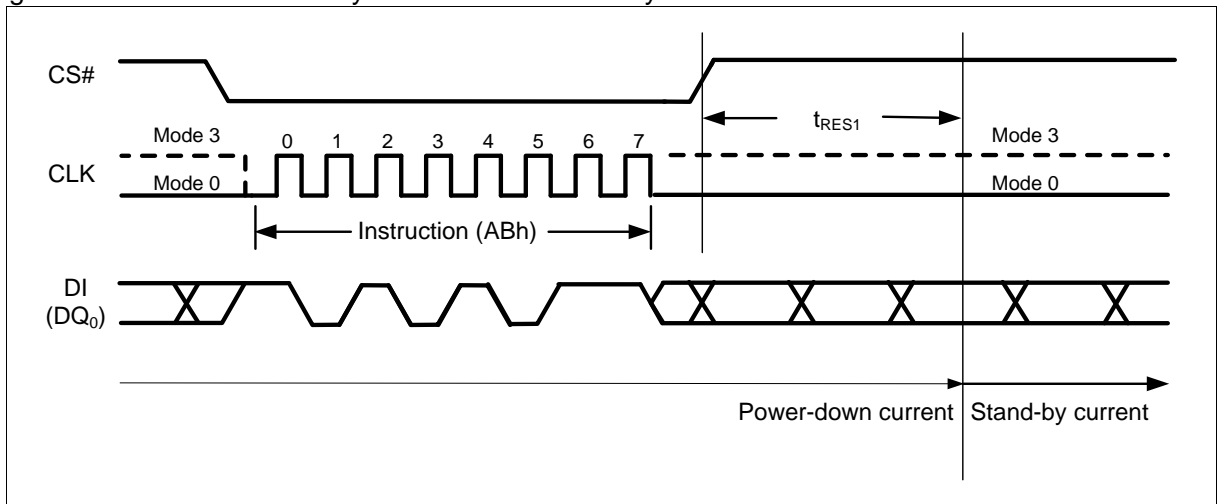 CS#
tRES1
Mode 3
0 1 2 3 4 5 6 7
Mode 3
CLK
Mode 0
Mode 0
Instruction (ABh)
DI
(DQ0)
Power-down current
Stand-by current